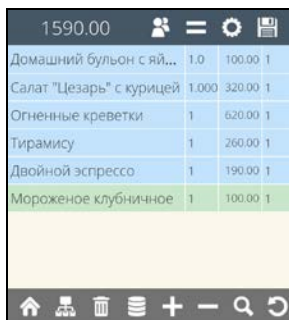 1590.00
Домашний бульон с яй... 1.0 100.00 1
Салат "Цезарь" с курицей 1.000 320.00 1
Огненные креветки 1 620.00 1
Тирамису 1 260.00 1
Двойной эспрессо 1 190.00 1
Мороженое клубничное 1 100.00 1